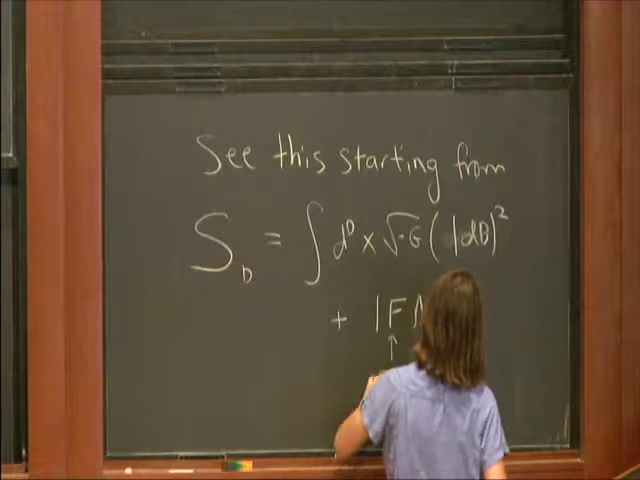 See this starting from
S_D = ∫ d^D x √-G ( |dB|^2
+ |F